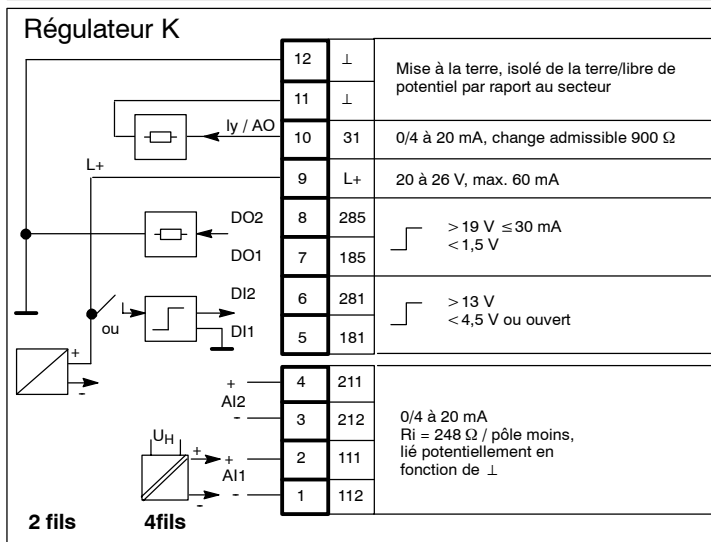 Régulateur K
12 ⊥
Mise à la terre, isolé de la terre/libre de
potentiel par raport au secteur
11 ⊥
Iy / AO
10 31 0/4 à 20 mA, change admissible 900 Ω
L+
9 L+ 20 à 26 V, max. 60 mA
DO2
8 285
>19 V ≤30 mA
<1,5 V
DO1
7 185
DI2
6 281
>13 V
<4,5 V ou ouvert
ou
DI1
5 181
+
-
+
AI2
-
4 211
3 212
0/4 à 20 mA
Ri = 248 Ω / pôle moins,
lié potentiellement en
fonction de ⊥
UH
+ +
AI1
- -
2 111
1 112
2 fils 4fils